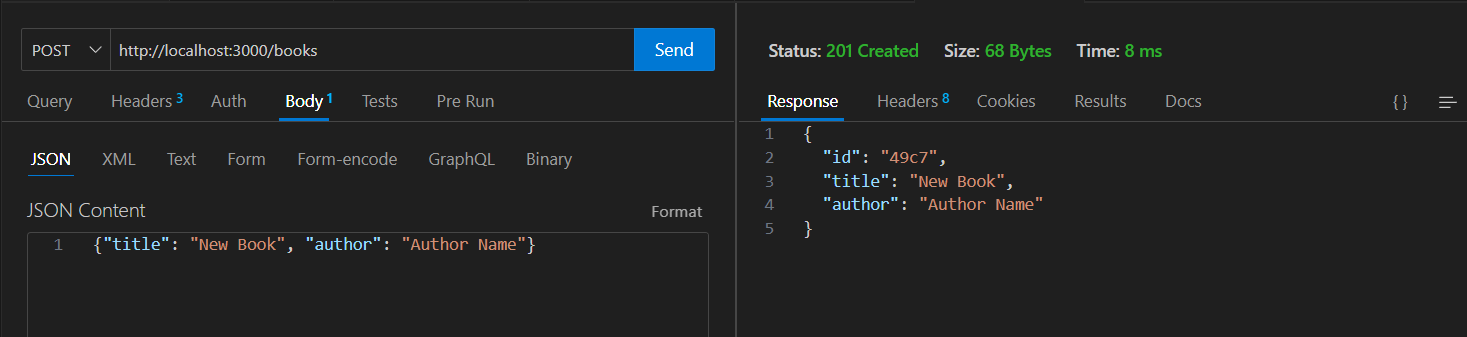 POST http://localhost:3000/books Send
Query Headers 3 Auth Body 1 Tests Pre Run
JSON XML Text Form Form-encode GraphQL Binary
JSON Content Format
1 {"title": "New Book", "author": "Author Name"}
Status: 201 Created Size: 68 Bytes Time: 8 ms
Response Headers 8 Cookies Results Docs { }
1 {
2 "id": "49c7",
3 "title": "New Book",
4 "author": "Author Name"
5 }